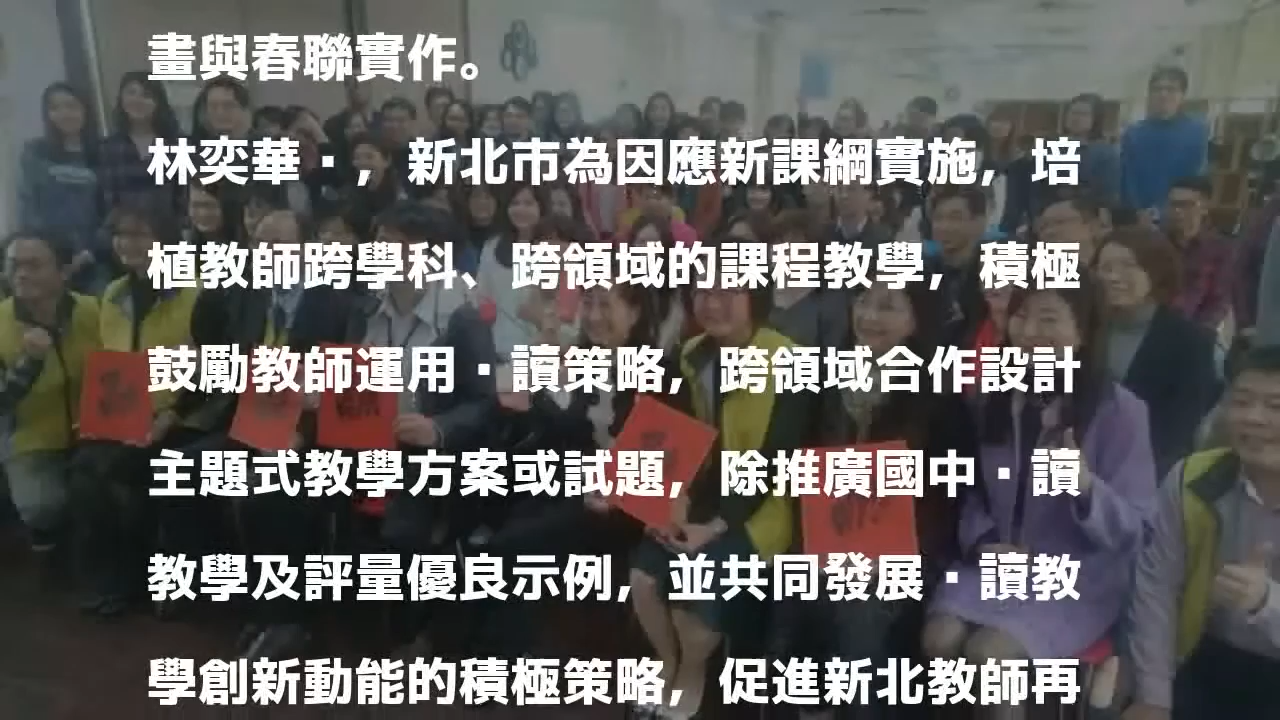 畫與春聯實作。
林奕華·，新北市為因應新課綱實施，培
植教師跨學科、跨領域的課程教學，積極
鼓勵教師運用·讀策略，跨領域合作設計
主題式教學方案或試題，除推廣國中·讀
教學及評量優良示例，並共同發展·讀教
學創新動能的積極策略，促進新北教師再